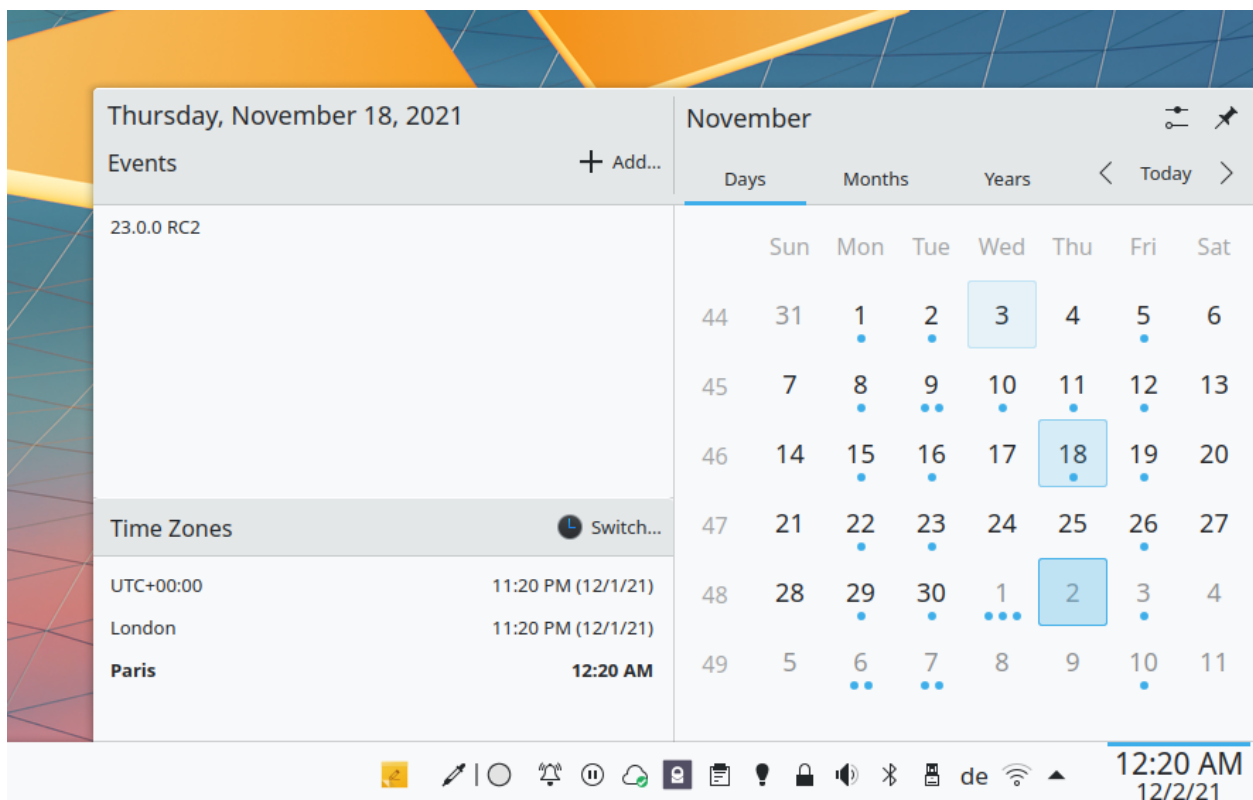 Thursday, November 18, 2021
Events
Add...
23.0.0 RC2
Time Zones
Switch...
UTC+00:00 11:20 PM (12/1/21)
London 11:20 PM (12/1/21)
Paris 12:20 AM
November
Days Months Years Today
Sun Mon Tue Wed Thu Fri Sat
44 31 1 2 3 4 5 6
45 7 8 9 10 11 12 13
46 14 15 16 17 18 19 20
47 21 22 23 24 25 26 27
48 28 29 30 1 2 3 4
49 5 6 7 8 9 10 11
de
12:20 AM
12/2/21